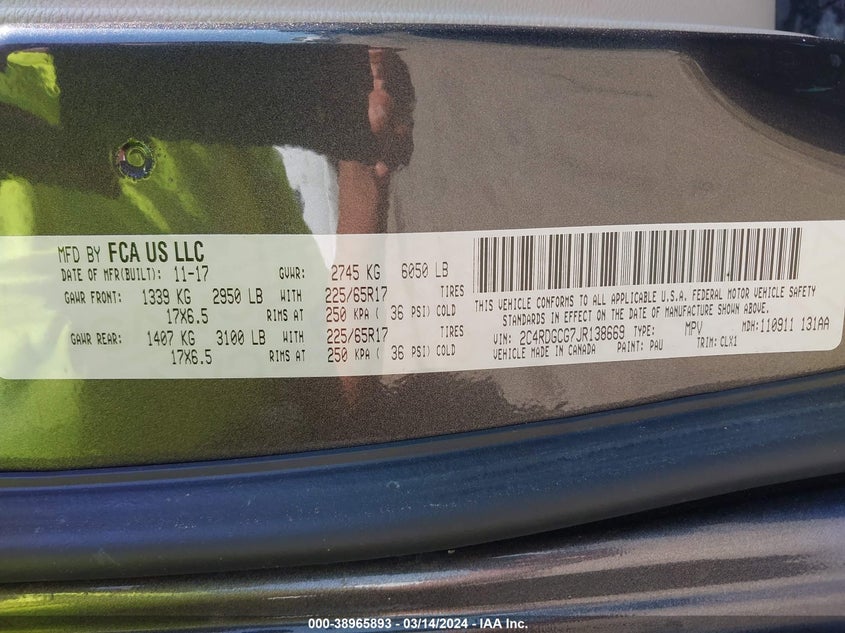 MFD BY FCA US LLC
DATE OF MFR(BUILT): 11-17 GVWR: 2745 KG 6050 LB
GAWR FRONT: 1339 KG 2950 LB WITH 225/65R17 TIRES
17X6.5 RIMS AT 250 KPA ( 36 PSI) COLD
GAWR REAR: 1407 KG 3100 LB WITH 225/65R17 TIRES
17X6.5 RIMS AT 250 KPA ( 36 PSI) COLD
THIS VEHICLE CONFORMS TO ALL APPLICABLE U.S.A. FEDERAL MOTOR VEHICLE SAFETY
STANDARDS IN EFFECT ON THE DATE OF MANUFACTURE SHOWN ABOVE.
VIN: 2C4RDGCG7JR138669 TYPE: MPV MDH: 110911 131AA
VEHICLE MADE IN CANADA PAINT: PAU TRIM: CLX1
000-38965893 / 03/14/2024 - IAA Inc.